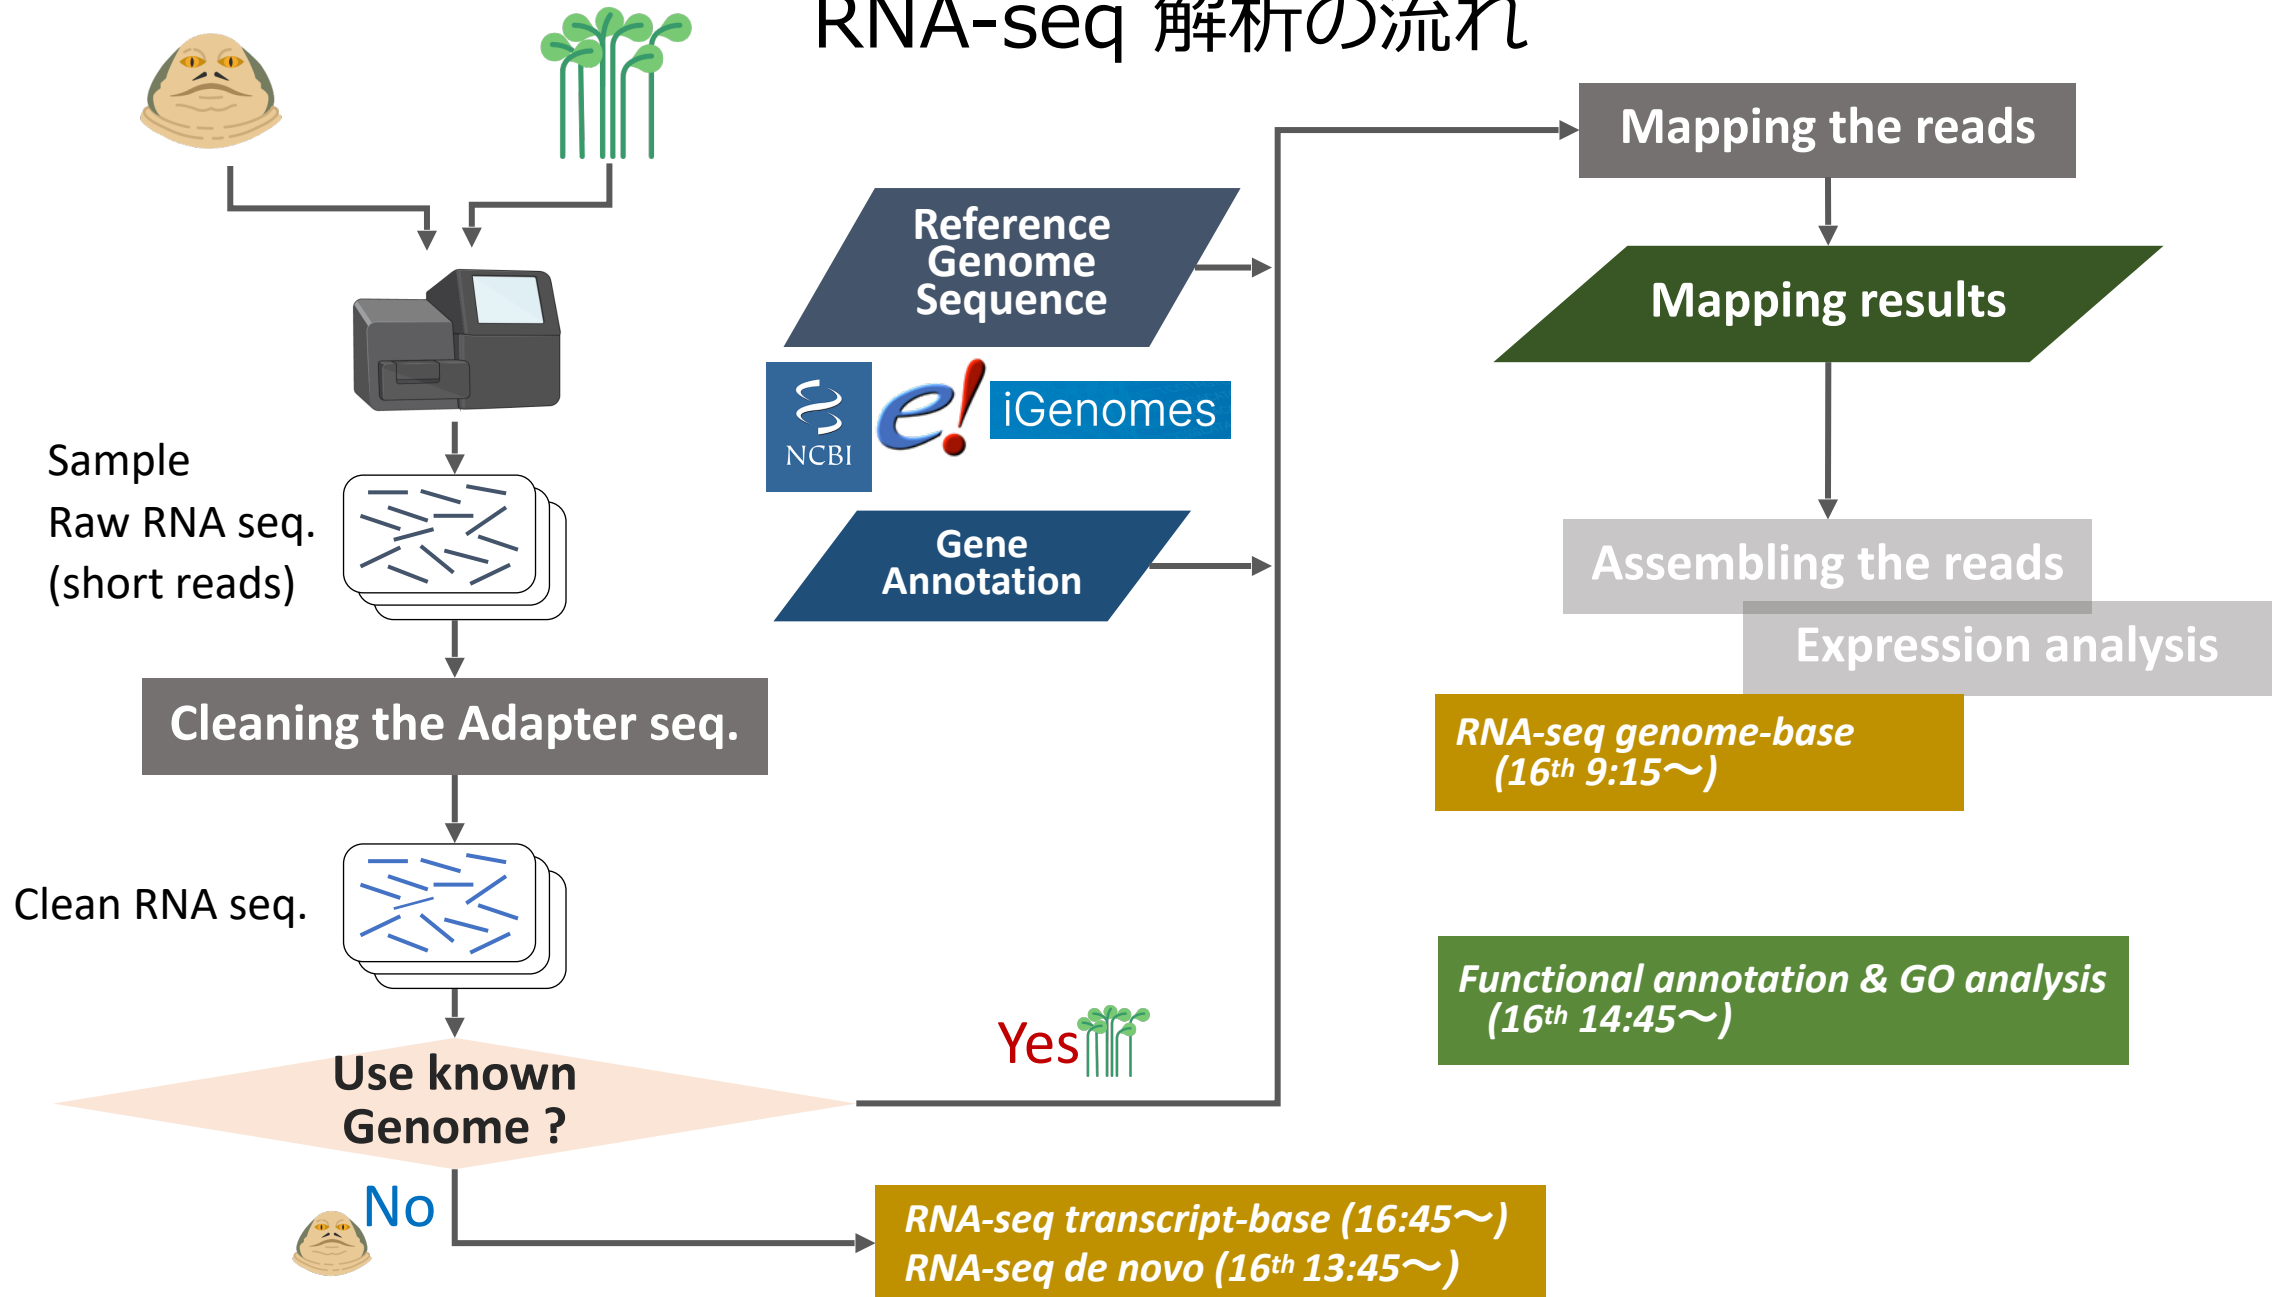 RNA-seq 解析の流れ
Sample
Raw RNA seq.
(short reads)
Cleaning the Adapter seq.
Clean RNA seq.
Use known
Genome ?
Yes
No
Reference
Genome
Sequence
NCBI
e!
iGenomes
Gene
Annotation
Mapping the reads
Mapping results
Assembling the reads
Expression analysis
RNA-seq genome-base
(16th 9:15～)
Functional annotation & GO analysis
(16th 14:45～)
RNA-seq transcript-base (16:45～)
RNA-seq de novo (16th 13:45～)